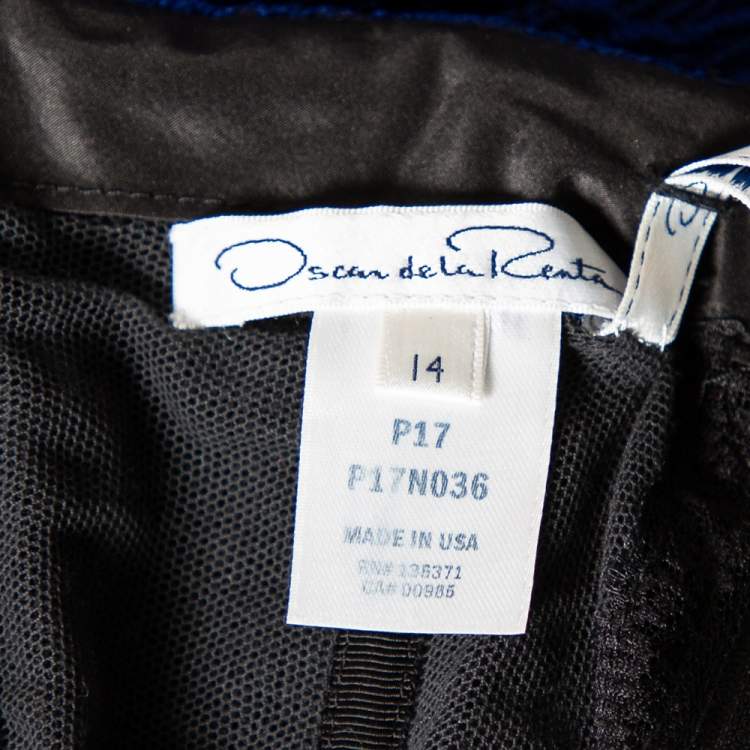 Oscar de la Renta
14
P17
P17N036
MADE IN USA
RN# 136371
CA# 00985